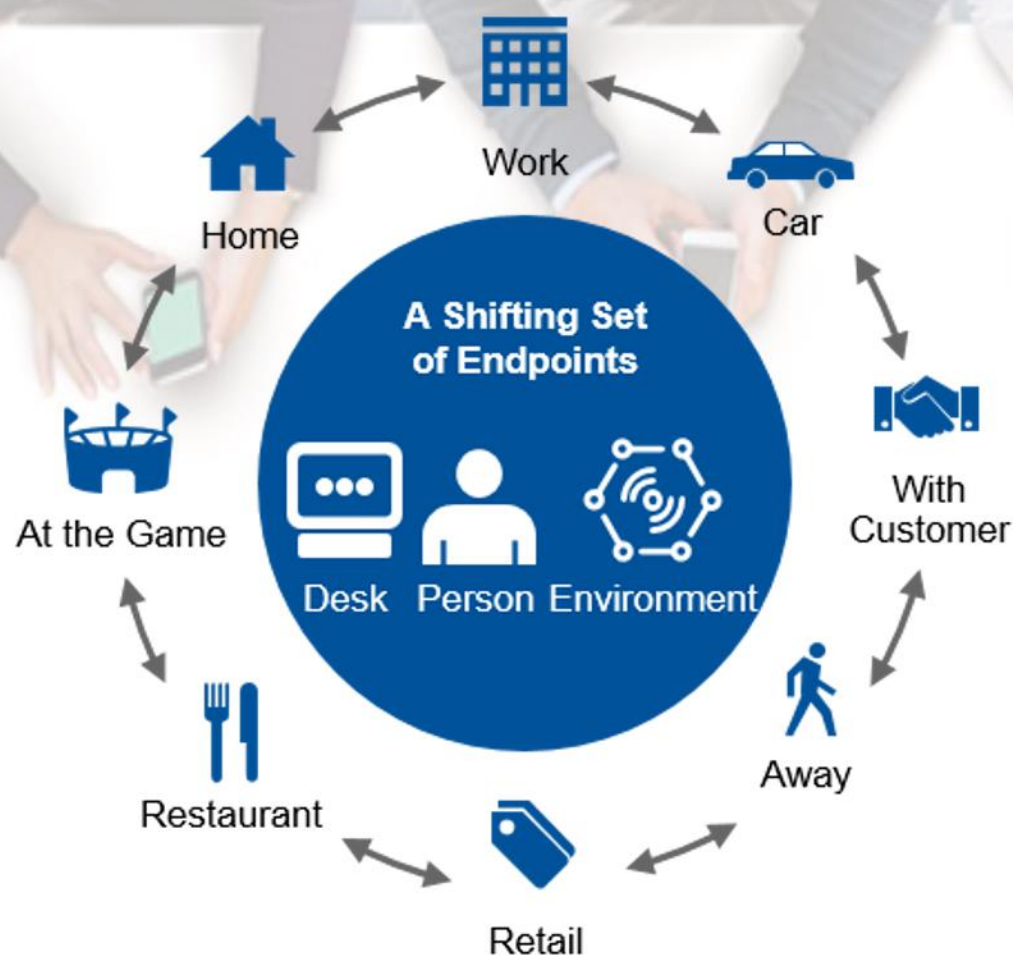 Work
Home
Car
A Shifting Set
of Endpoints
With
Customer
At the Game
Desk
Person
Environment
Away
Restaurant
Retail